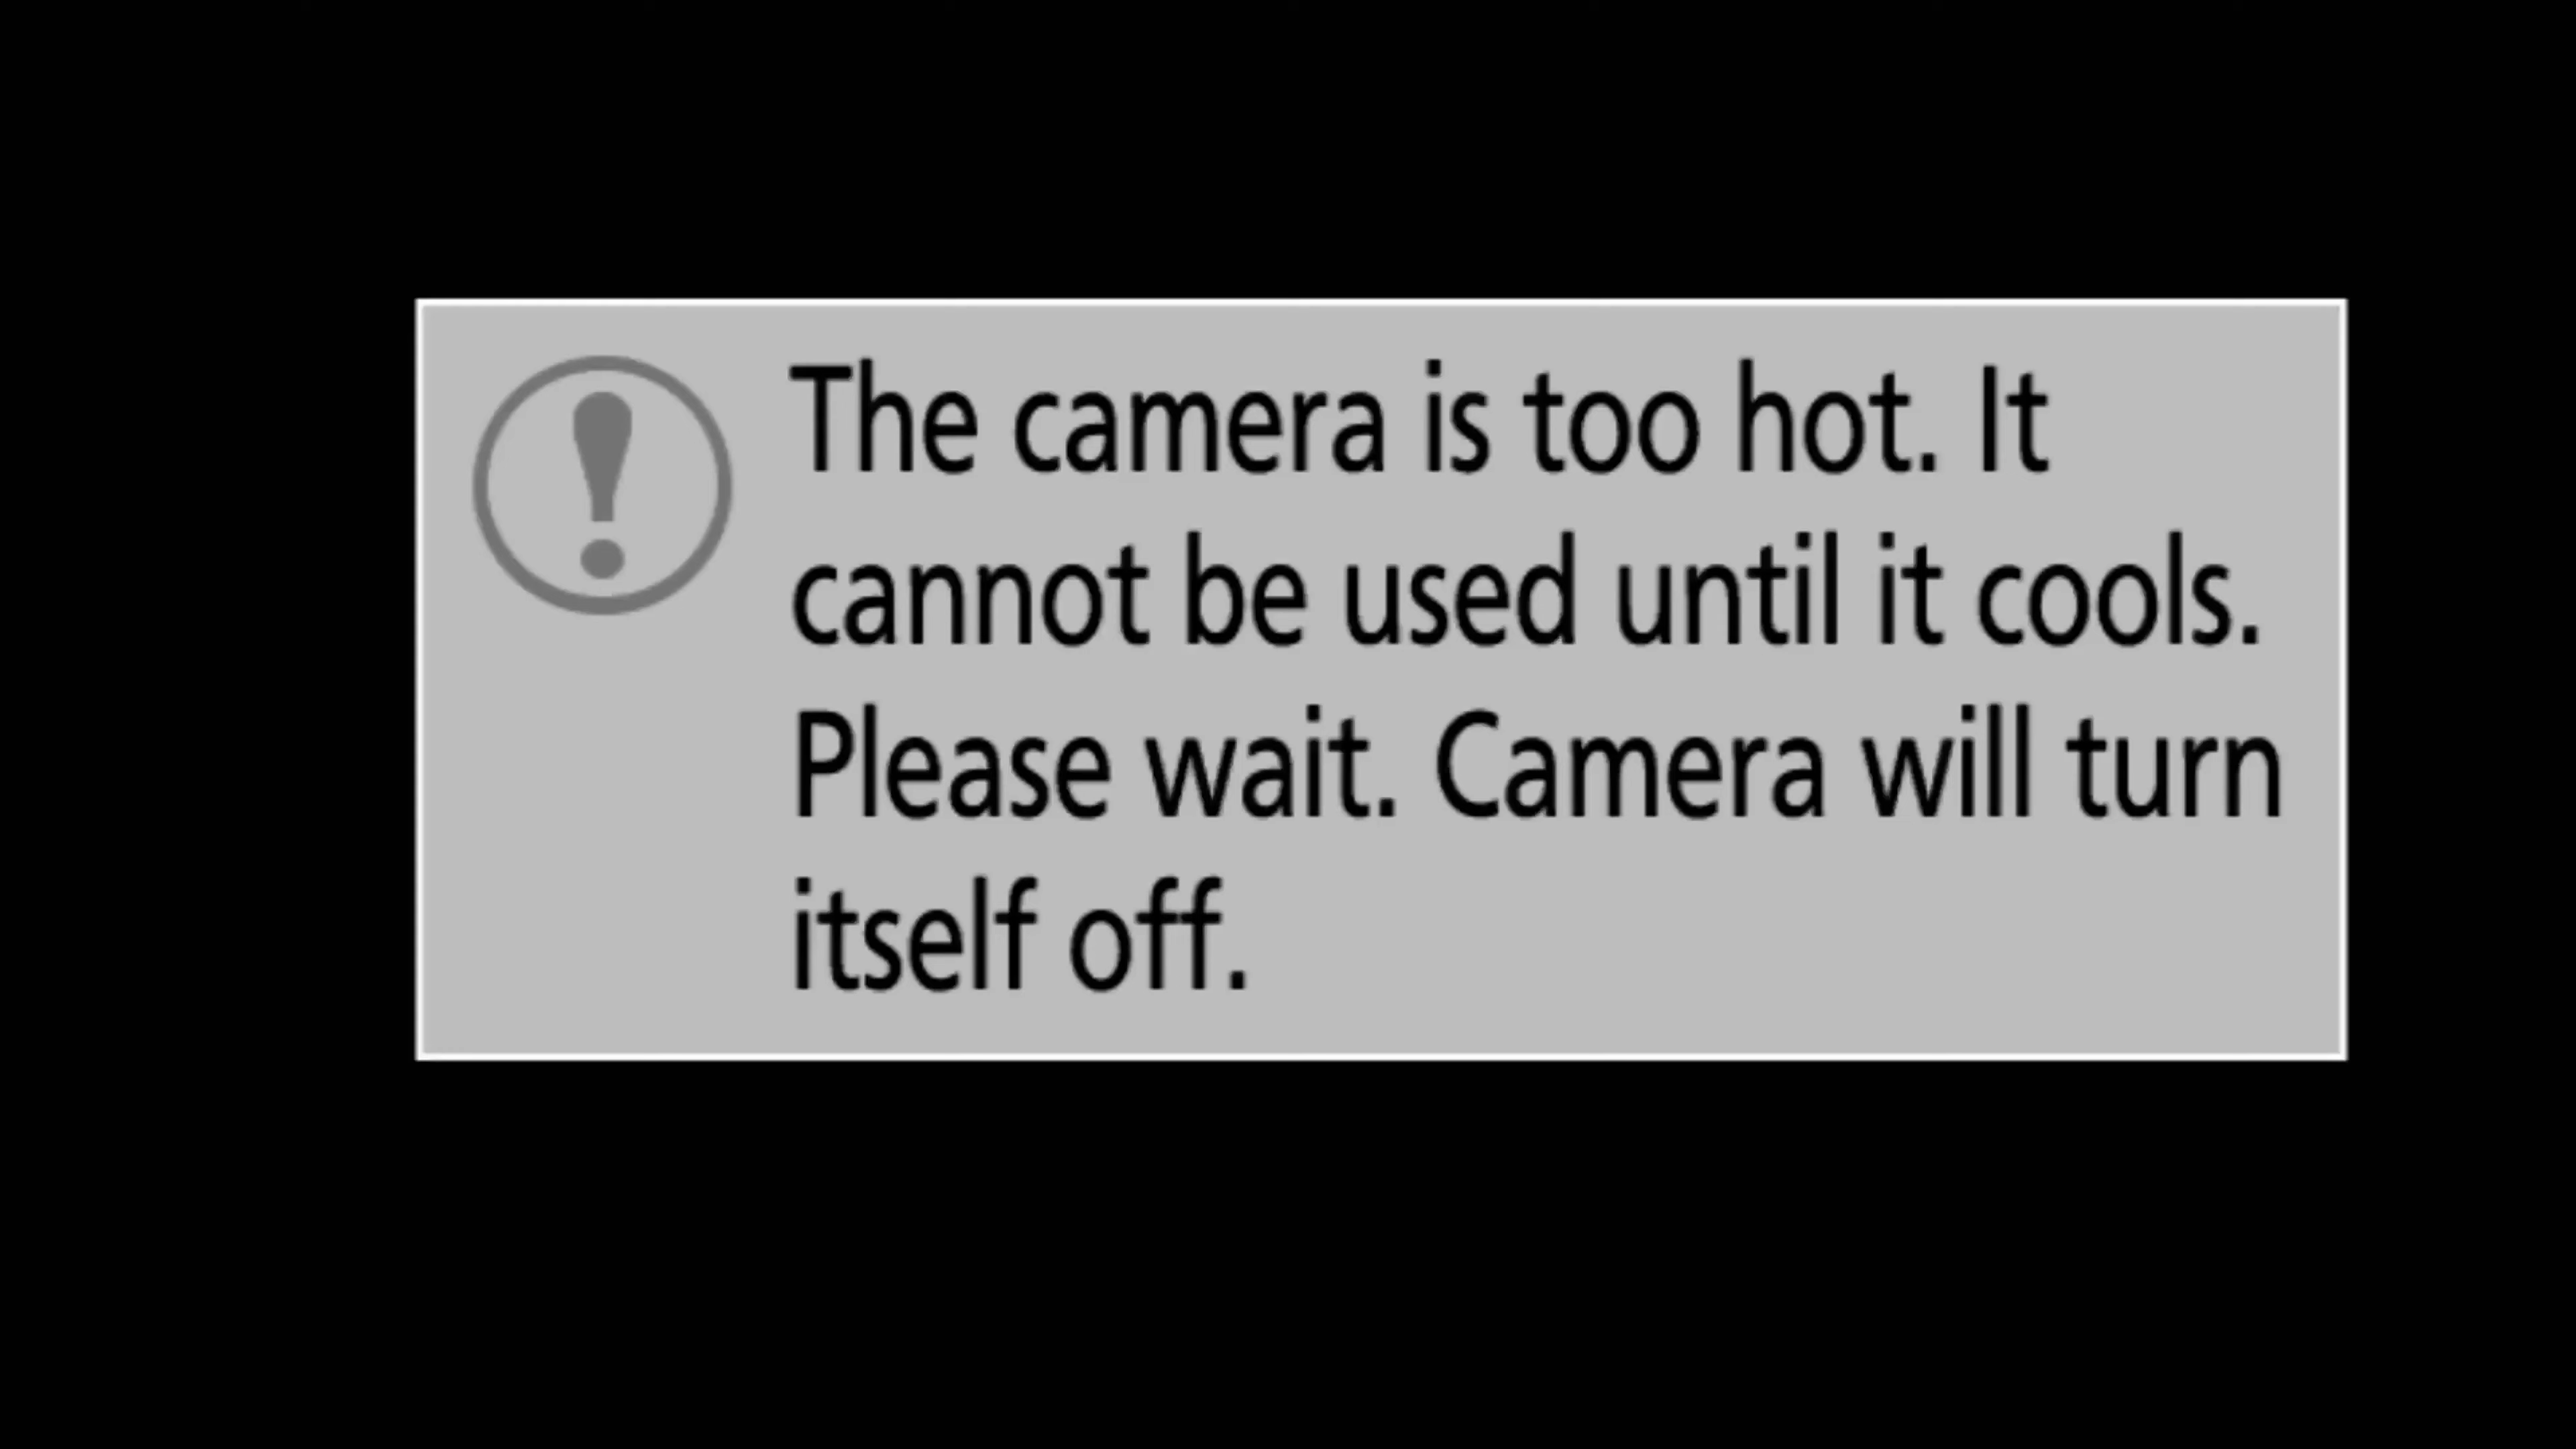 The camera is too hot. It
cannot be used until it cools.
Please wait. Camera will turn
itself off.